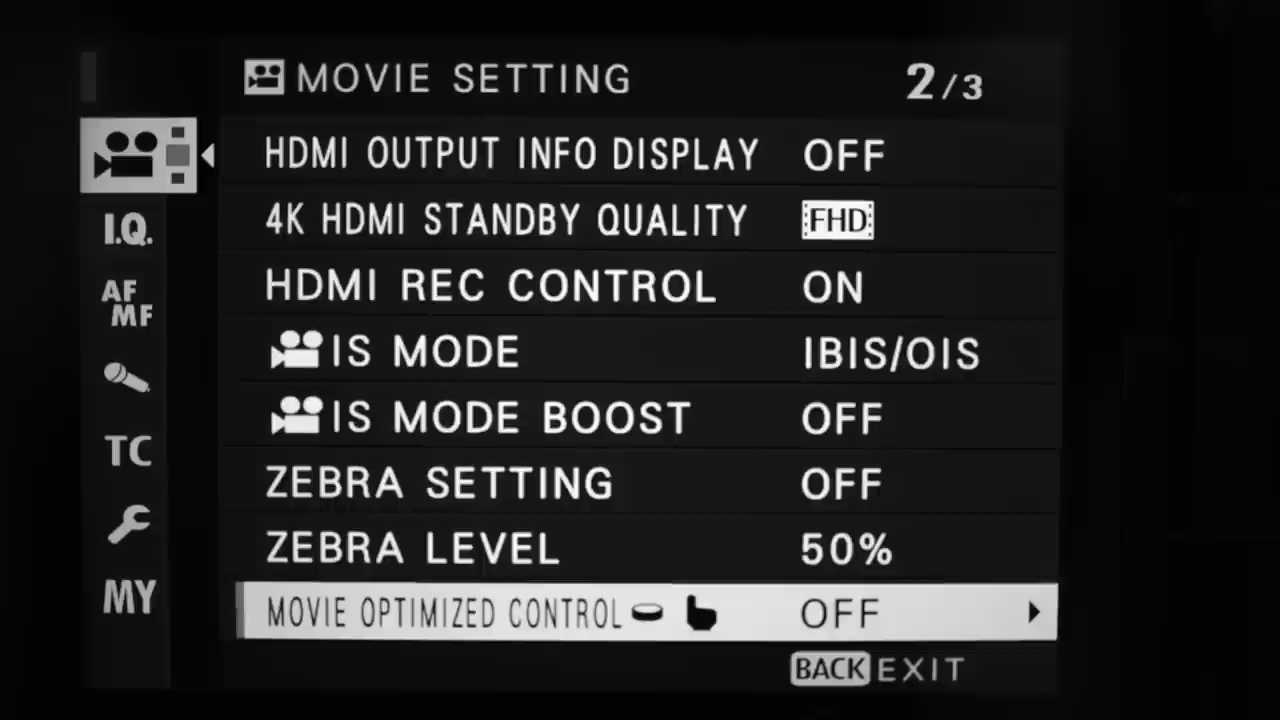 MOVIE SETTING 2/3
HDMI OUTPUT INFO DISPLAY OFF
4K HDMI STANDBY QUALITY FHD
I.Q.
HDMI REC CONTROL ON
AF
MF
IS MODE IBIS/OIS
IS MODE BOOST OFF
TC
ZEBRA SETTING OFF
ZEBRA LEVEL 50%
MY
MOVIE OPTIMIZED CONTROL OFF
BACK EXIT